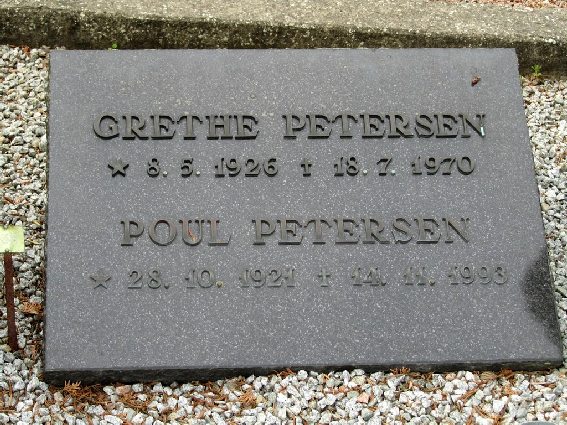 GRETHE PETERSEN
★ 8. 5. 1926 † 18. 7. 1970
POUL PETERSEN
★ 28. 10. 1921 † 14. 11. 1993